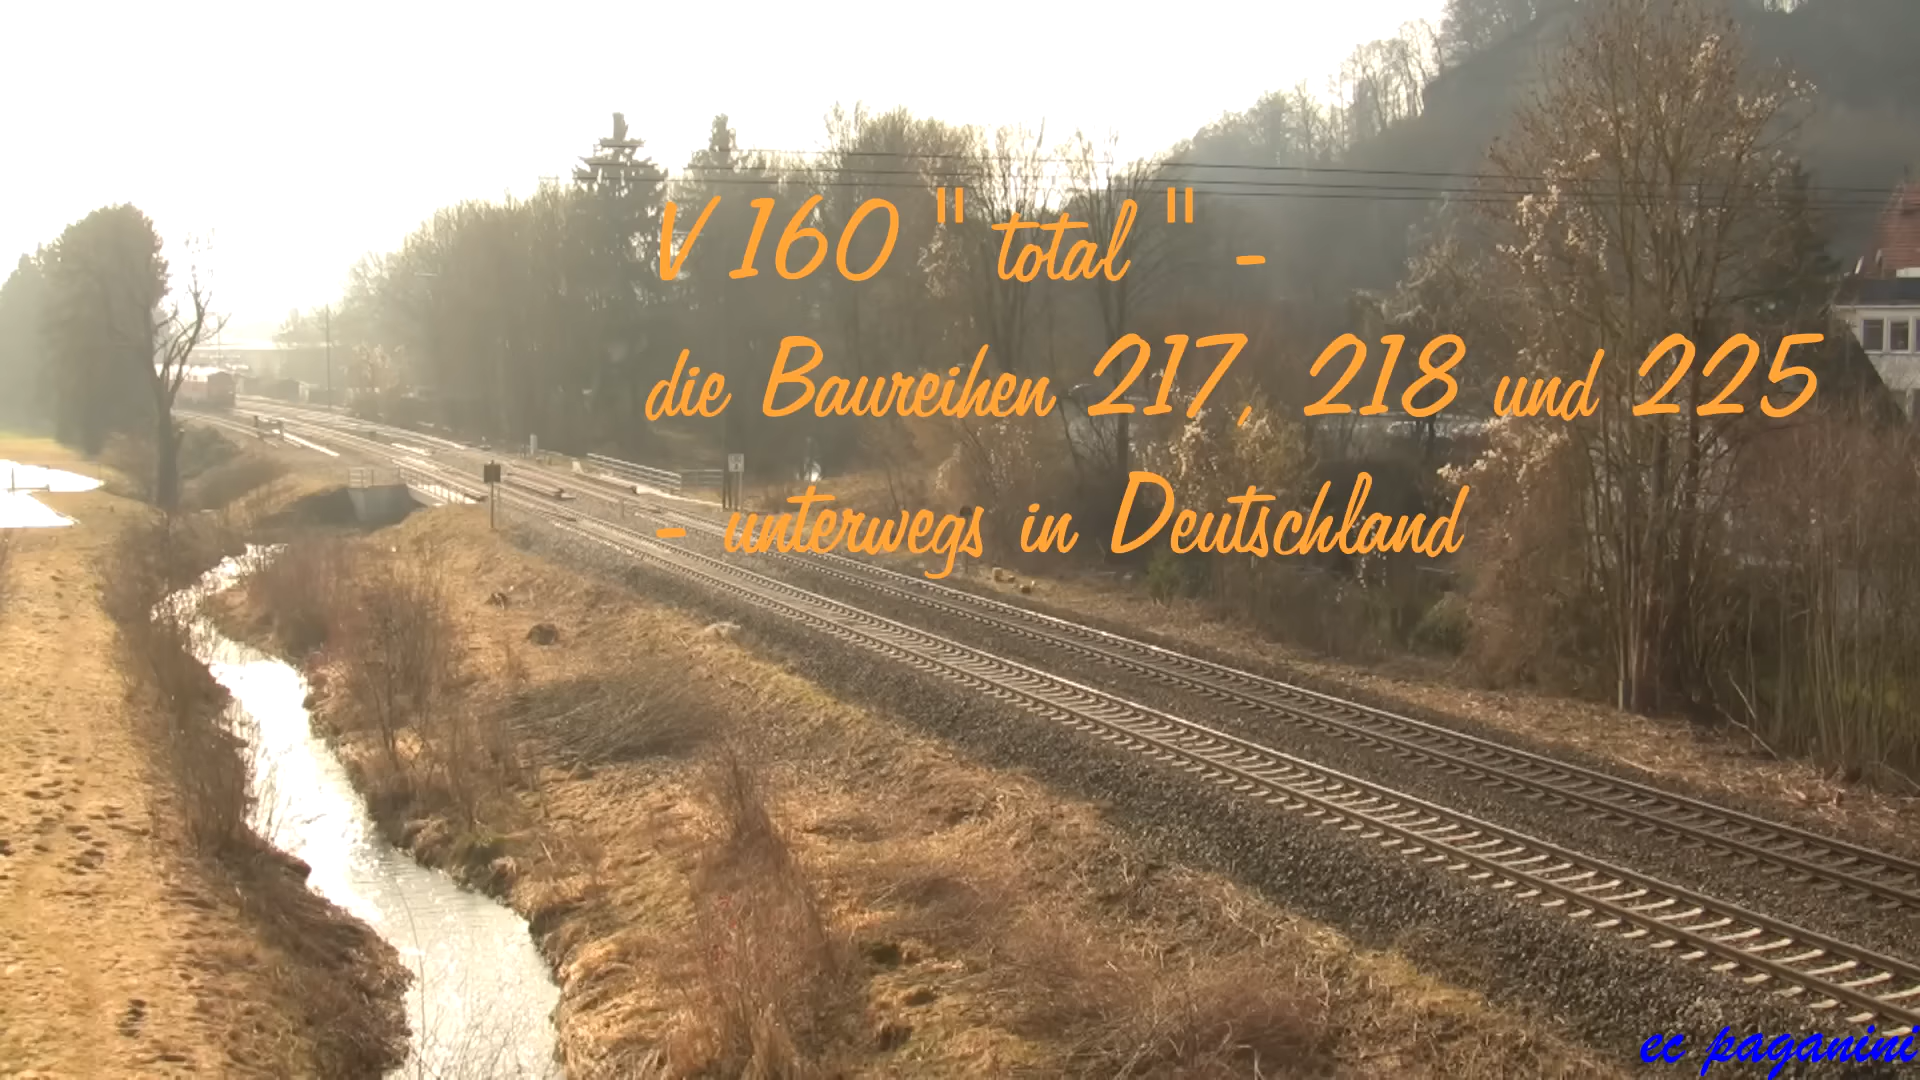 V 160 " total " -
die Baureihen 217, 218 und 225
- unterwegs in Deutschland
ec paganini